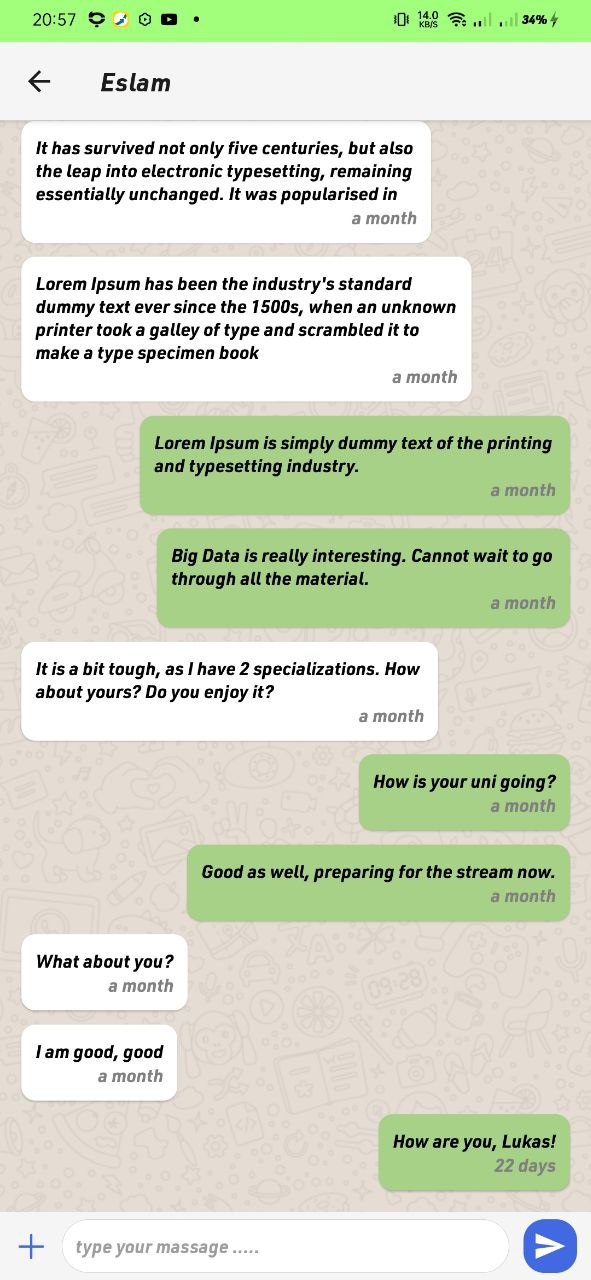 20:57
14.0
KB/S
34%
Eslam
It has survived not only five centuries, but also
the leap into electronic typesetting, remaining
essentially unchanged. It was popularised in
a month
Lorem Ipsum has been the industry's standard
dummy text ever since the 1500s, when an unknown
printer took a galley of type and scrambled it to
make a type specimen book
a month
Lorem Ipsum is simply dummy text of the printing
and typesetting industry.
a month
Big Data is really interesting. Cannot wait to go
through all the material.
a month
It is a bit tough, as I have 2 specializations. How
about yours? Do you enjoy it?
a month
How is your uni going?
a month
Good as well, preparing for the stream now.
a month
What about you?
a month
09:28
I am good, good
a month
How are you, Lukas!
22 days
type your massage .....